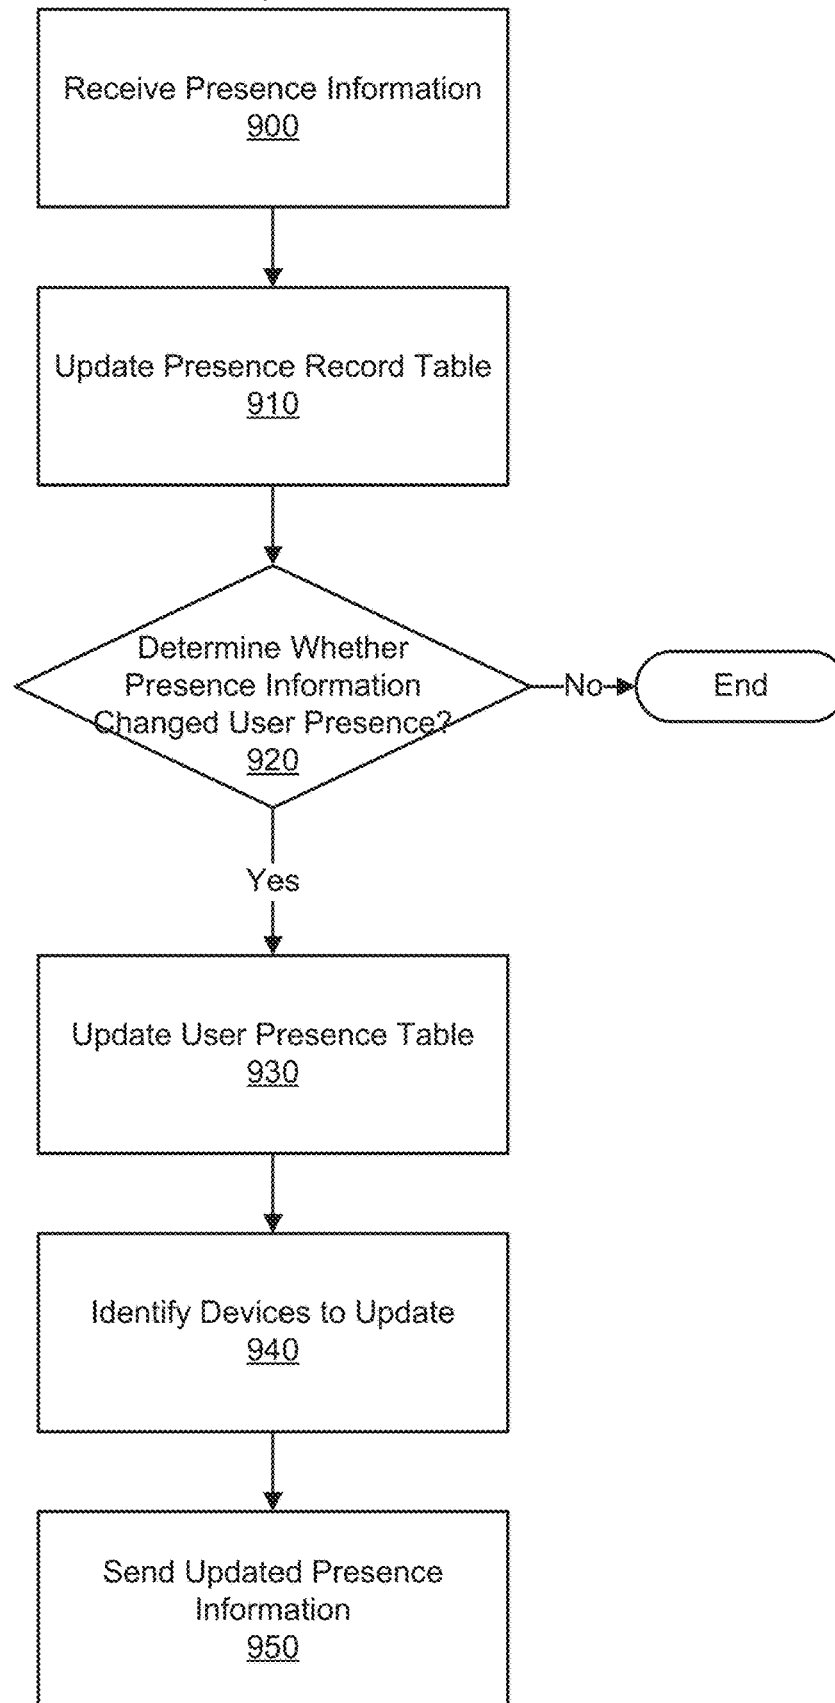 Receive Presence Information
900
Update Presence Record Table
910
Determine Whether
Presence Information
Changed User Presence?
920
No
End
Yes
Update User Presence Table
930
Identify Devices to Update
940
Send Updated Presence
Information
950